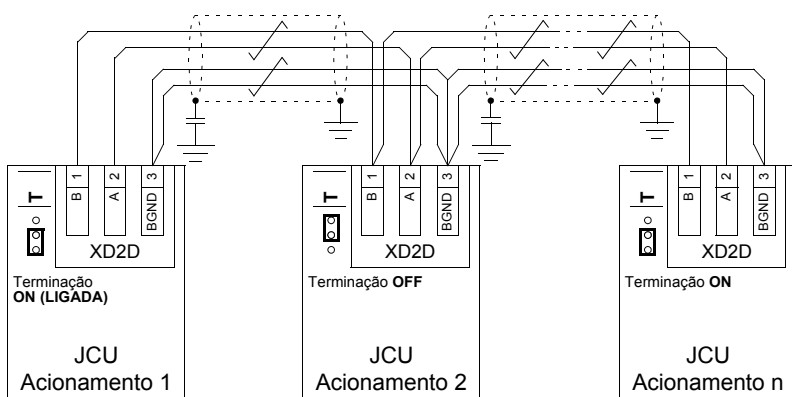 1 2 3
B A BGND
T
XD2D
Terminação
ON (LIGADA)
JCU
Acionamento 1
1 2 3
B A BGND
T
XD2D
Terminação OFF
JCU
Acionamento 2
1 2 3
B A BGND
T
XD2D
Terminação ON
JCU
Acionamento n